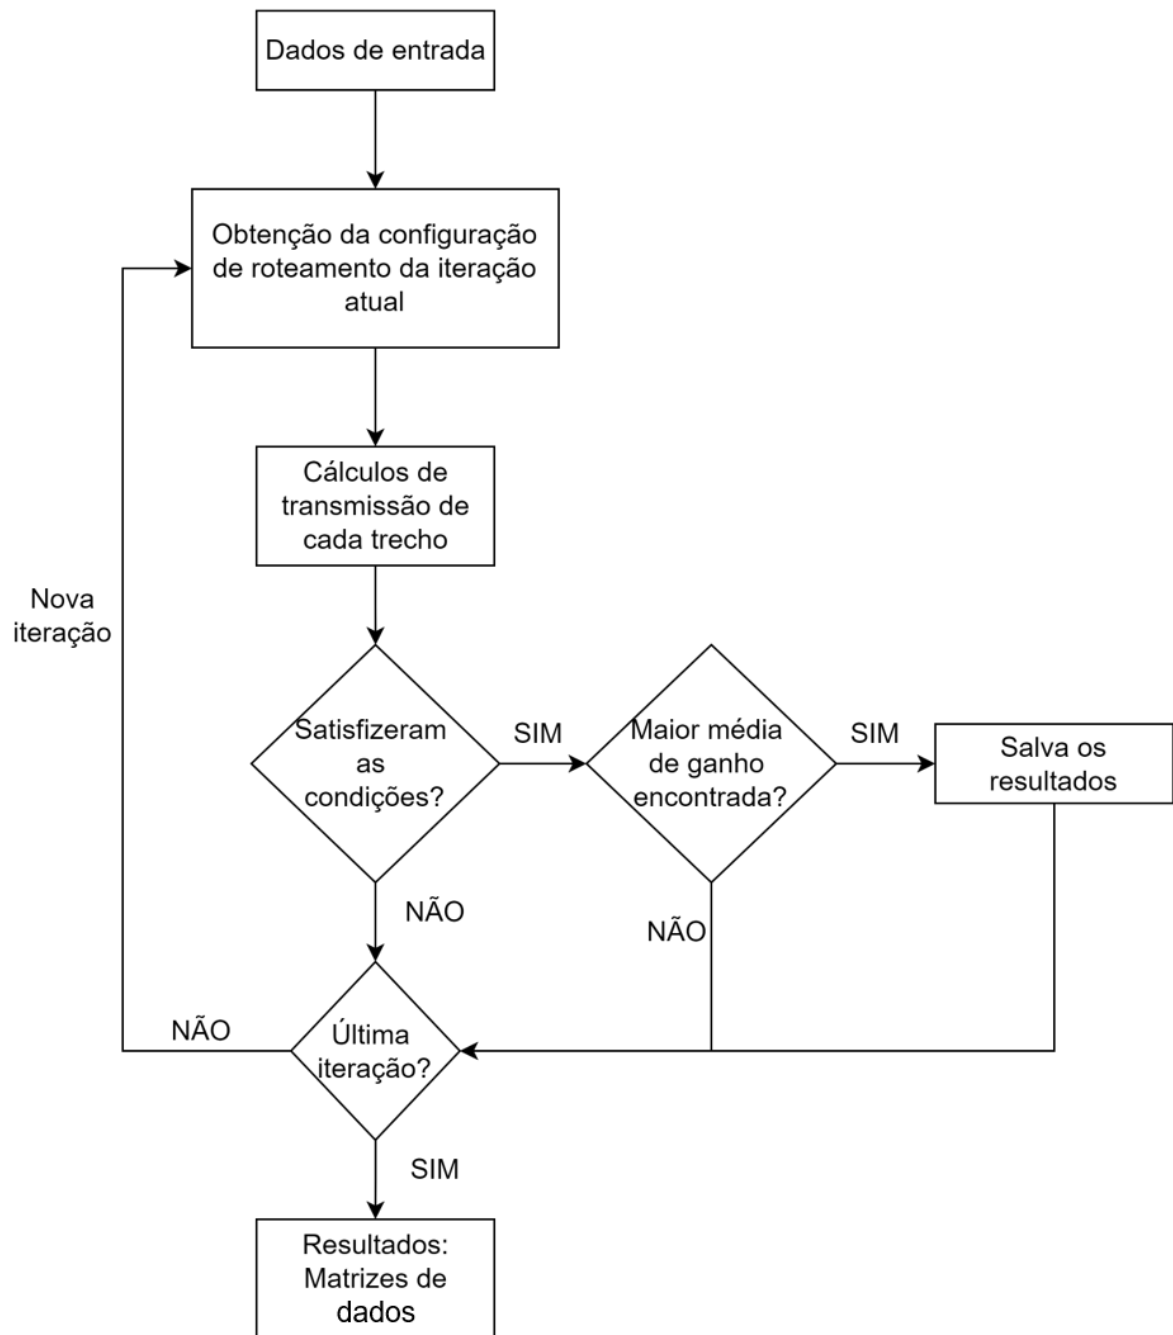 Dados de entrada
Obtenção da configuração
de roteamento da iteração
atual
Cálculos de
transmissão de
cada trecho
Nova
iteração
Satisfizeram
as
condições?
SIM
Maior média
de ganho
encontrada?
SIM
Salva os
resultados
NÃO
NÃO
NÃO
Última
iteração?
SIM
Resultados:
Matrizes de
dados